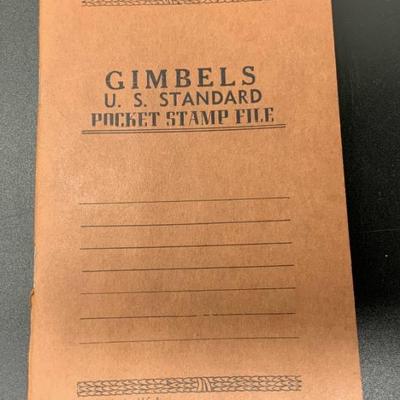 GIMBELS
U. S. STANDARD
POCKET STAMP FILE